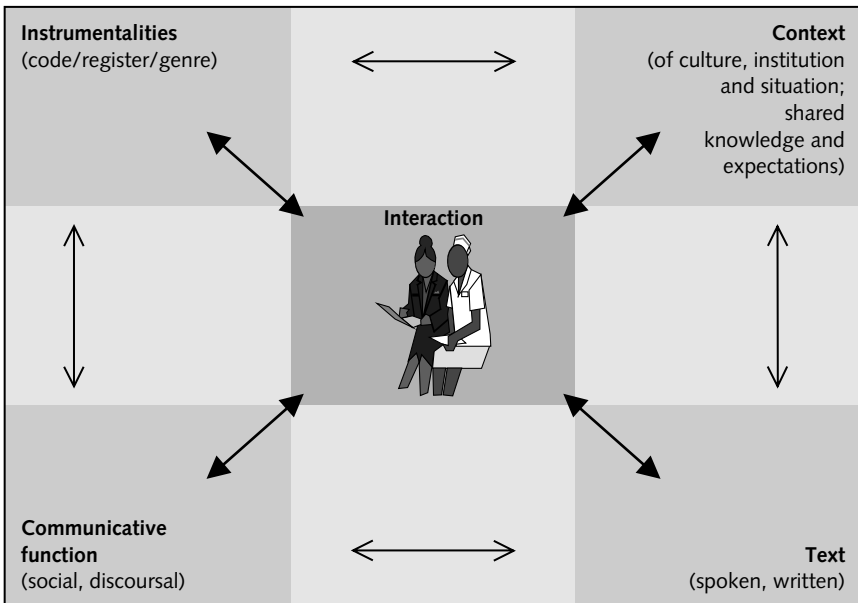 Instrumentalities
(code/register/genre)
Context
(of culture, institution
and situation;
shared
knowledge and
expectations)
Interaction
Communicative
function
(social, discoursal)
Text
(spoken, written)